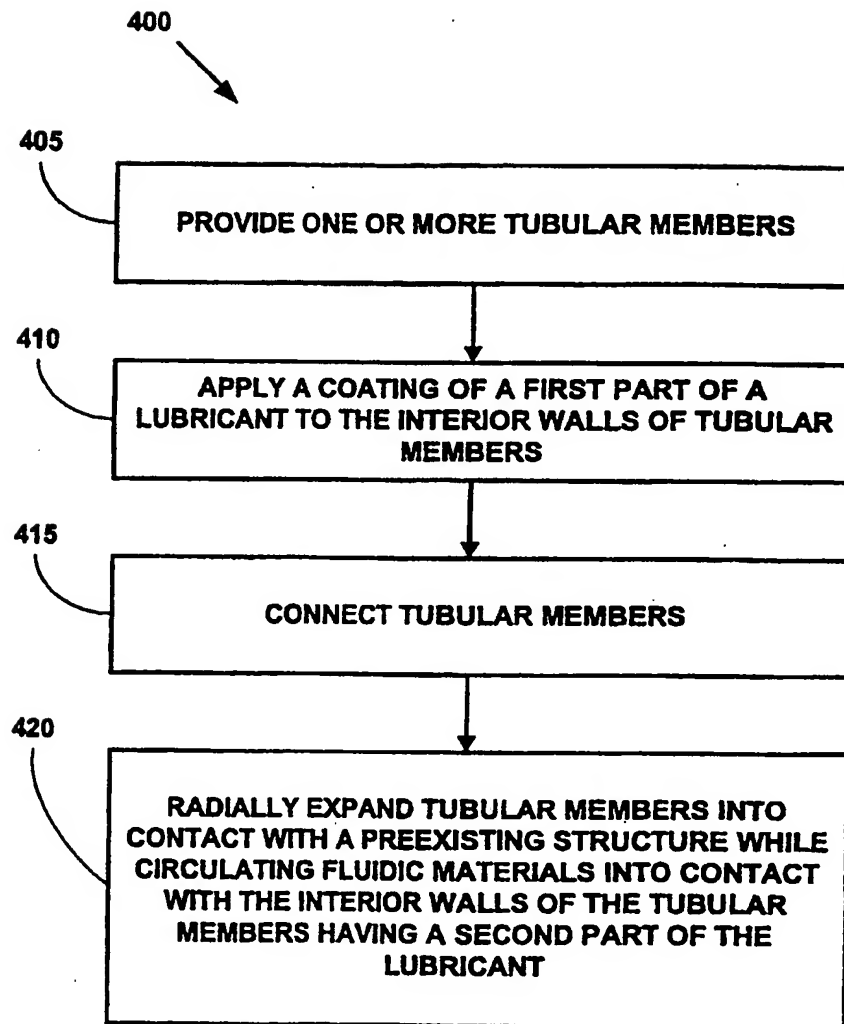 400
405
PROVIDE ONE OR MORE TUBULAR MEMBERS
410
APPLY A COATING OF A FIRST PART OF A
LUBRICANT TO THE INTERIOR WALLS OF TUBULAR
MEMBERS
415
CONNECT TUBULAR MEMBERS
420
RADIALLY EXPAND TUBULAR MEMBERS INTO
CONTACT WITH A PREEXISTING STRUCTURE WHILE
CIRCULATING FLUIDIC MATERIALS INTO CONTACT
WITH THE INTERIOR WALLS OF THE TUBULAR
MEMBERS HAVING A SECOND PART OF THE
LUBRICANT